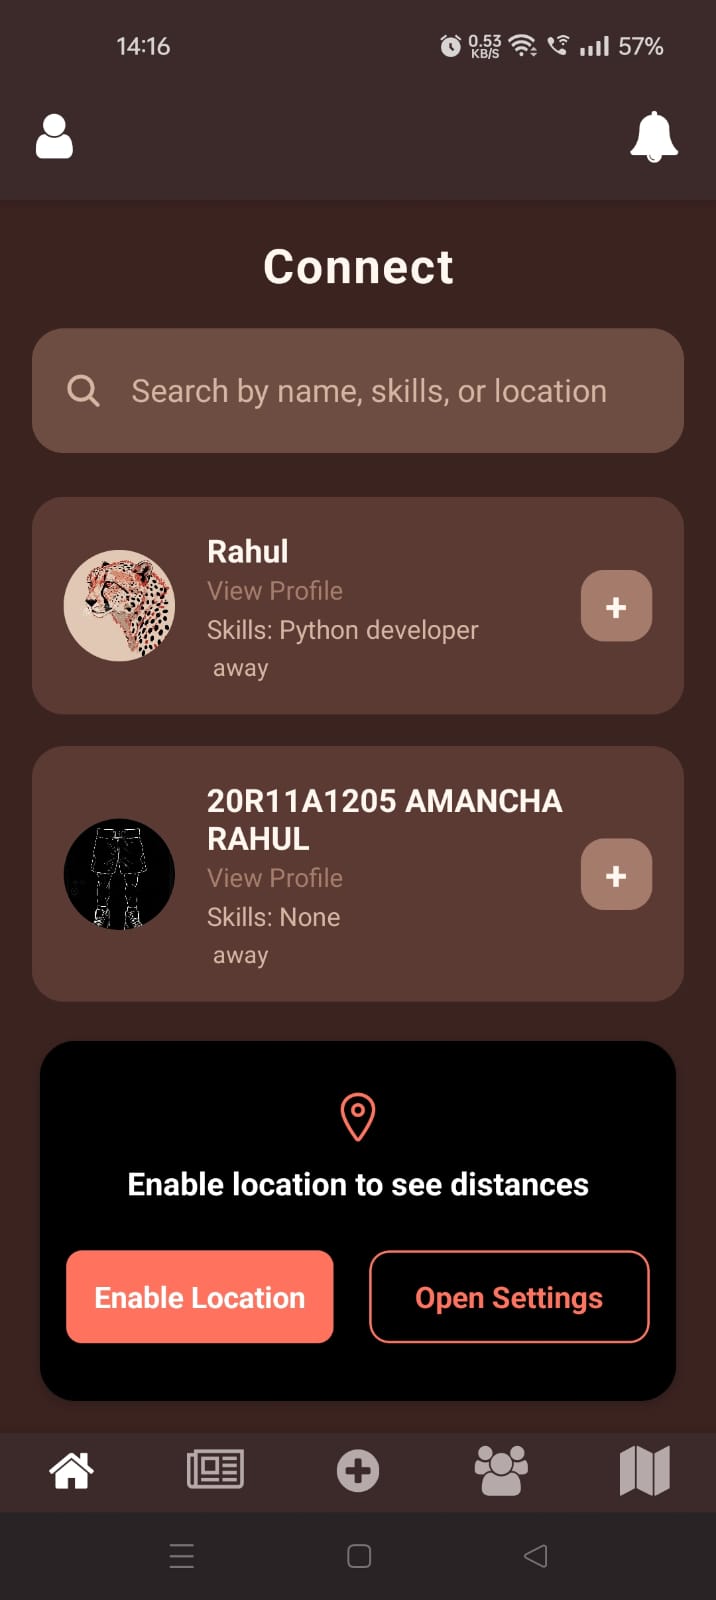 14:16
0.53
KB/S
57%
Connect
Search by name, skills, or location
Rahul
View Profile
Skills: Python developer
away
20R11A1205 AMANCHA
RAHUL
View Profile
Skills: None
away
Enable location to see distances
Enable Location
Open Settings